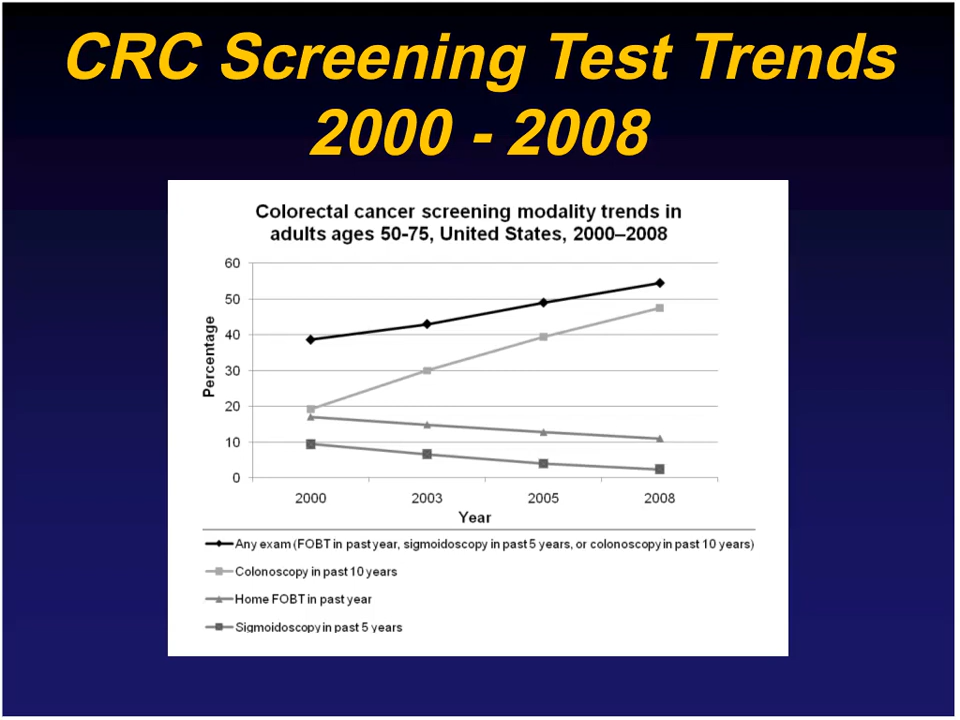 CRC Screening Test Trends
2000 - 2008
Colorectal cancer screening modality trends in
adults ages 50-75, United States, 2000–2008
60
50
40
30
20
10
0
Percentage
2000 2003 2005 2008
Year
Any exam (FOBT in past year, sigmoidoscopy in past 5 years, or colonoscopy in past 10 years)
Colonoscopy in past 10 years
Home FOBT in past year
Sigmoidoscopy in past 5 years